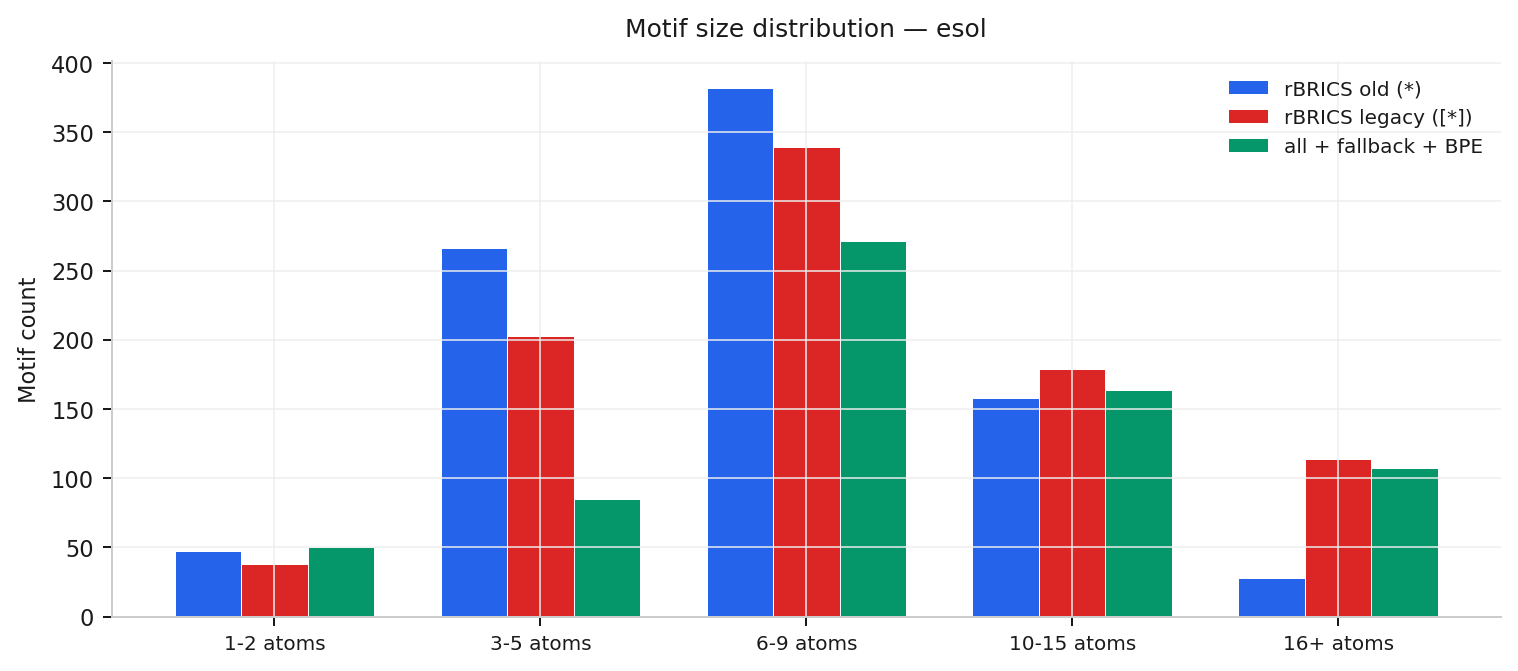 Motif size distribution — esol
Motif count
400
350
300
250
200
150
100
50
0
rBRICS old (*)
rBRICS legacy ([*])
all + fallback + BPE
1-2 atoms
3-5 atoms
6-9 atoms
10-15 atoms
16+ atoms